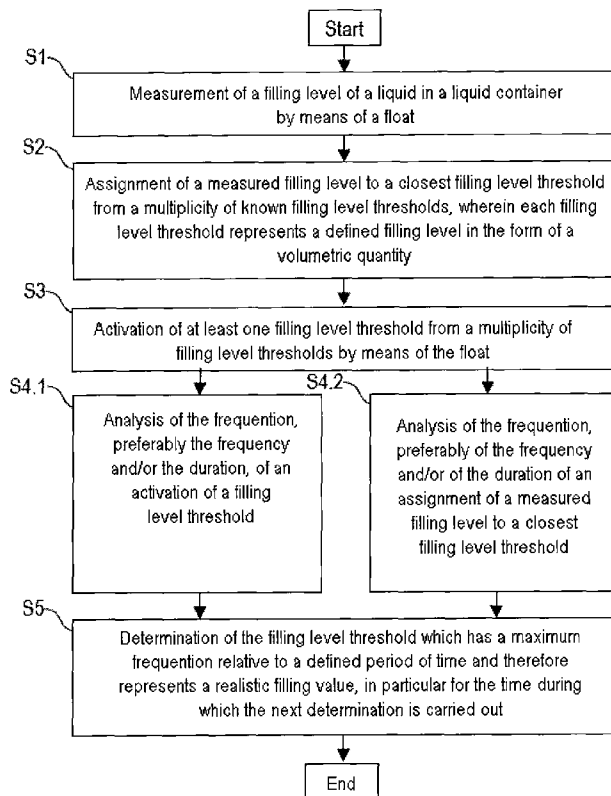 Start
S1
Measurement of a filling level of a liquid in a liquid container
by means of a float
S2
Assignment of a measured filling level to a closest filling level threshold
from a multiplicity of known filling level thresholds, wherein each filling
level threshold represents a defined filling level in the form of a
volumetric quantity
S3
Activation of at least one filling level threshold from a multiplicity of
filling level thresholds by means of the float
S4.1
Analysis of the frequention,
preferably the frequency
and/or the duration, of an
activation of a filling
level threshold
S4.2
Analysis of the frequention,
preferably of the frequency
and/or of the duration of an
assignment of a measured
filling level to a closest
filling level threshold
S5
Determination of the filling level threshold which has a maximum
frequention relative to a defined period of time and therefore
represents a realistic filling value, in particular for the time during
which the next determination is carried out
End